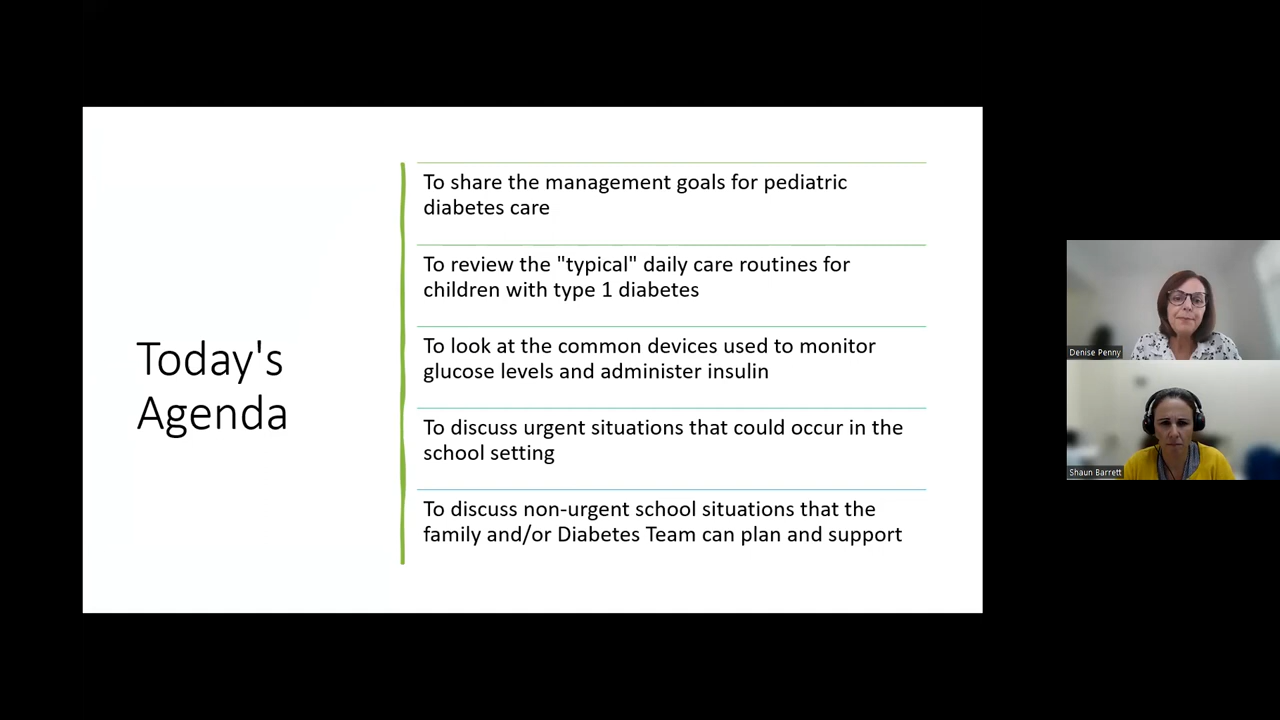 Today's
Agenda
To share the management goals for pediatric
diabetes care
To review the "typical" daily care routines for
children with type 1 diabetes
To look at the common devices used to monitor
glucose levels and administer insulin
To discuss urgent situations that could occur in the
school setting
To discuss non-urgent school situations that the
family and/or Diabetes Team can plan and support
Denise Penny
Shaun Barrett